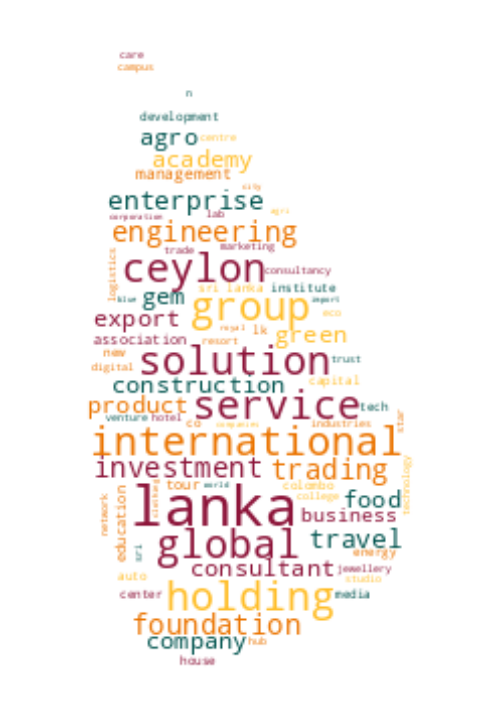 care
campus
n
development
agro centre
academy
management
city
enterprise
corporation lab agri
engineering
trade marketing
logistics ceylon consultancy
sri lanka institute
blue gem group import
export eco
royal lk green
association resort
new solution trust
digital
construction capital
product service tech
venture hotel star
co companies industries
international
investment trading
technology
education tour world colombo
network lanka college food
business
sri global travel
energy
consultant jewellery
auto studio
center holding media
foundation
company hub
house